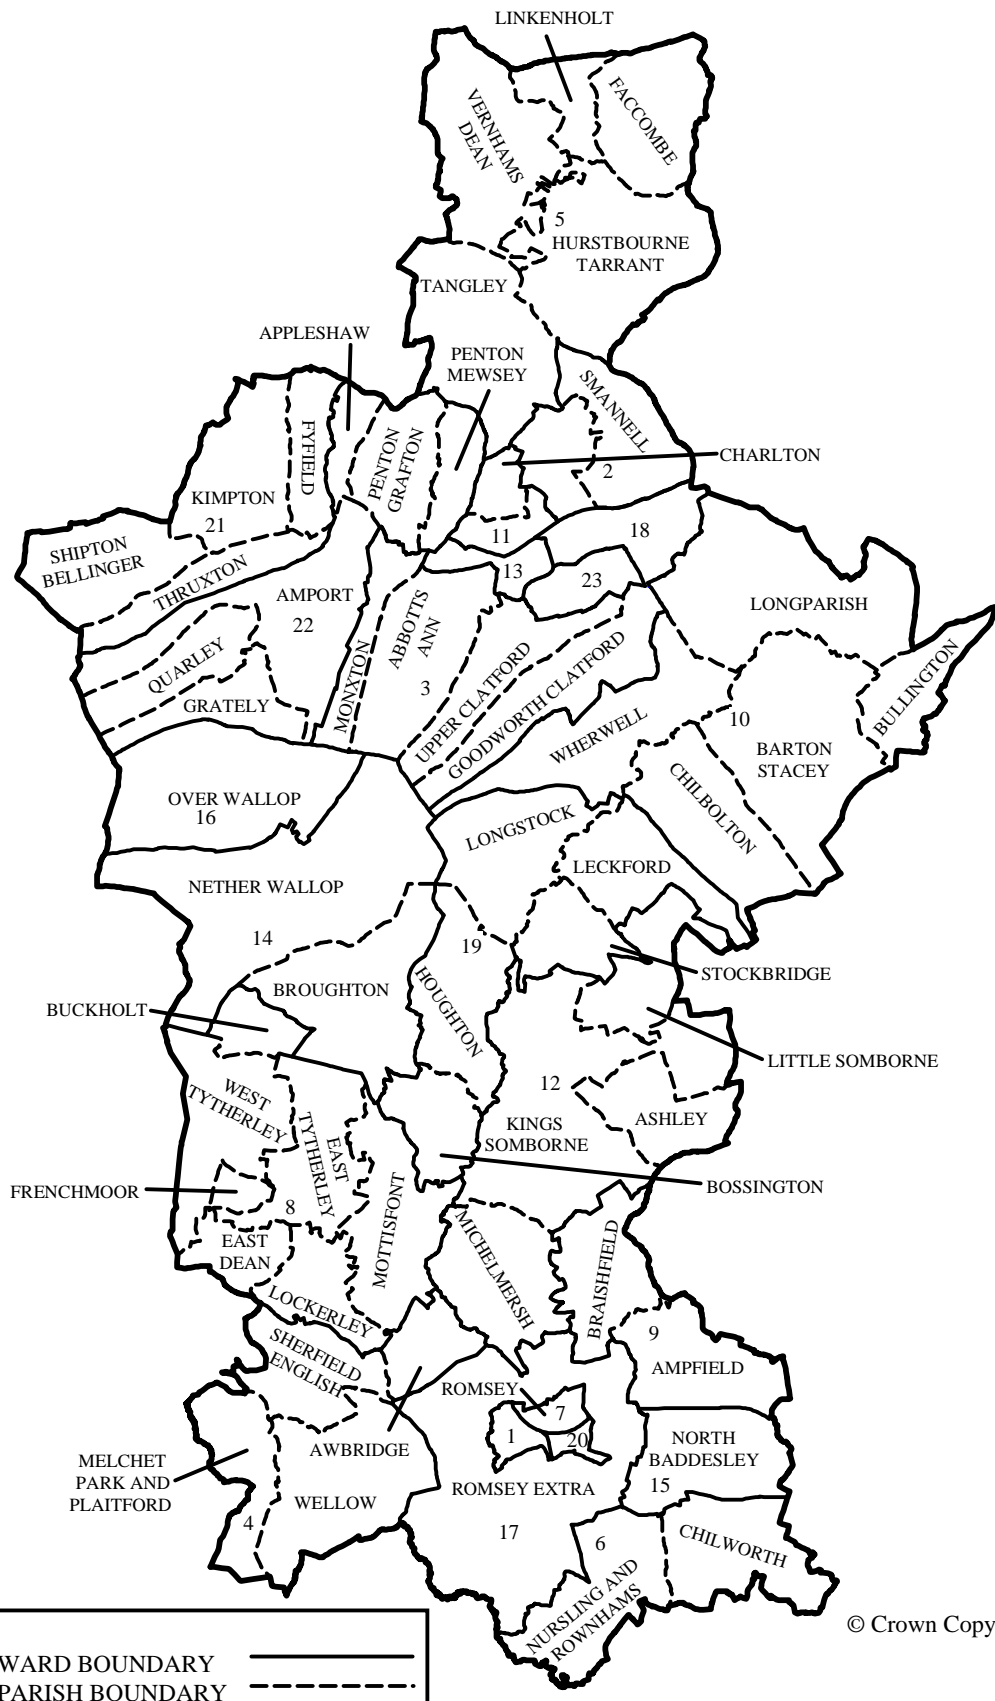 LINKENHOLT
VERNHAMS
DEAN
FACCOMBE
5
HURSTBOURNE
TARRANT
TANGLEY
APPLESHAW
PENTON
MEWSEY
SMANNELL
FYFIELD
PENTON
GRAFTON
CHARLTON
2
KIMPTON
21
11
18
SHIPTON
BELLINGER
THRUXTON
13
23
AMPORT
22
ABBOTTS
ANN
LONGPARISH
QUARLEY
MONXTON
3
UPPER CLATFORD
GOODWORTH CLATFORD
BULLINGTON
GRATELY
WHERWELL
10
BARTON
STACEY
CHILBOLTON
OVER WALLOP
16
LONGSTOCK
LECKFORD
NETHER WALLOP
14
19
STOCKBRIDGE
BROUGHTON
HOUGHTON
BUCKHOLT
LITTLE SOMBORNE
12
WEST
TYTHERLEY
EAST
TYTHERLEY
KINGS
SOMBORNE
ASHLEY
FRENCHMOOR
BOSSINGTON
8
EAST
DEAN
MOTTISFONT
MICHELMERSH
BRAISHFIELD
LOCKERLEY
SHERFIELD
ENGLISH
9
AMPFIELD
ROMSEY
7
1
20
AWBRIDGE
NORTH
BADDESLEY
15
MELCHET
PARK AND
PLAITFORD
WELLOW
ROMSEY EXTRA
4
17
6
CHILWORTH
NURSLING AND
ROWNHAMS
© Crown Copy
WARD BOUNDARY
PARISH BOUNDARY